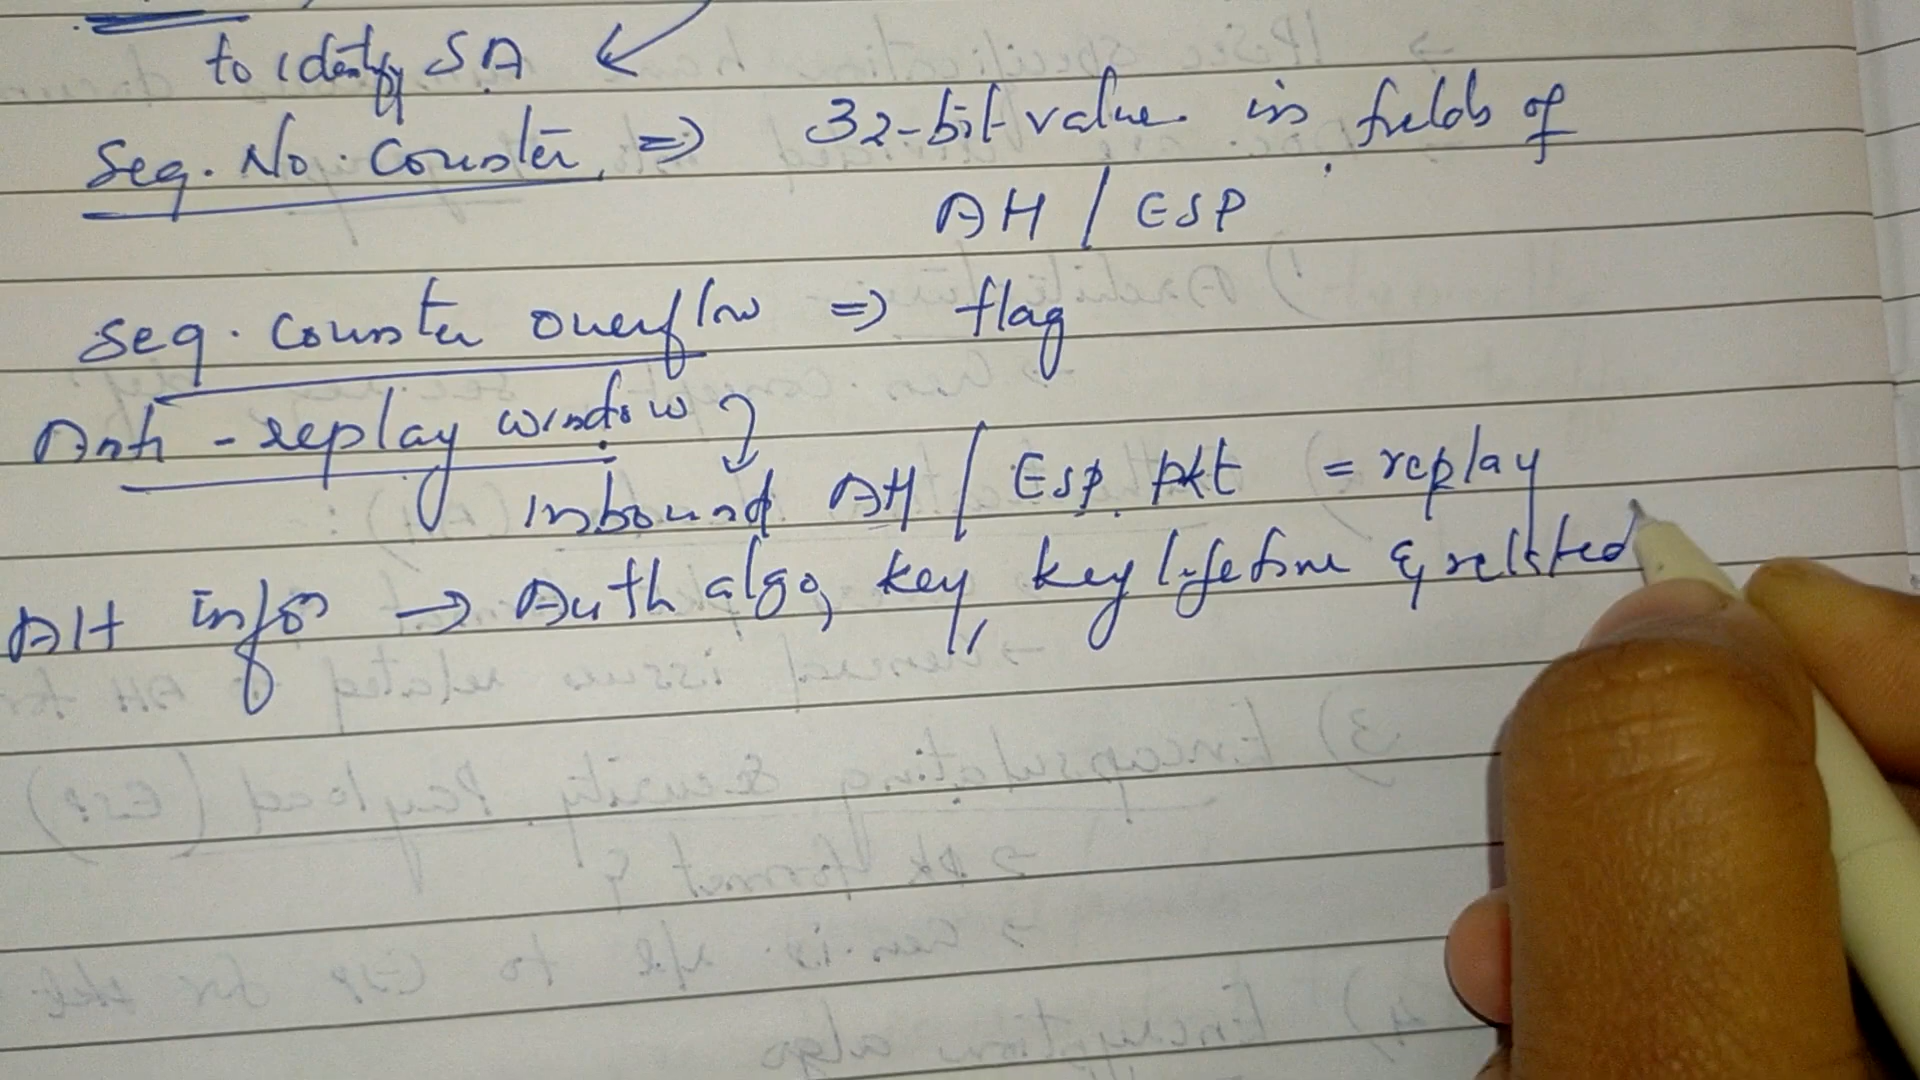 to identify SA
Seq. No. Counter => 32-bit value in fields of
AH / ESP
seq. Counter overflow => flag
Anti-replay window
inbound AH / ESP pkt = replay
AH info -> Auth algo, key, key lifetime & related